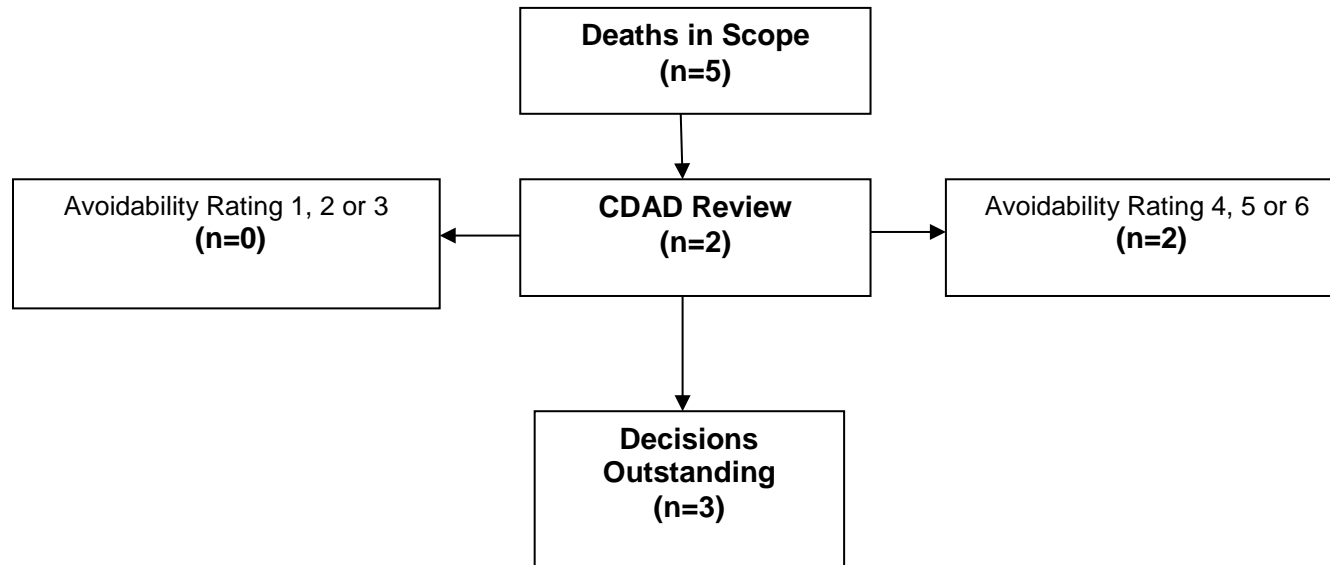 Deaths in Scope
(n=5)
Avoidability Rating 1, 2 or 3
(n=0)
CDAD Review
(n=2)
Avoidability Rating 4, 5 or 6
(n=2)
Decisions
Outstanding
(n=3)